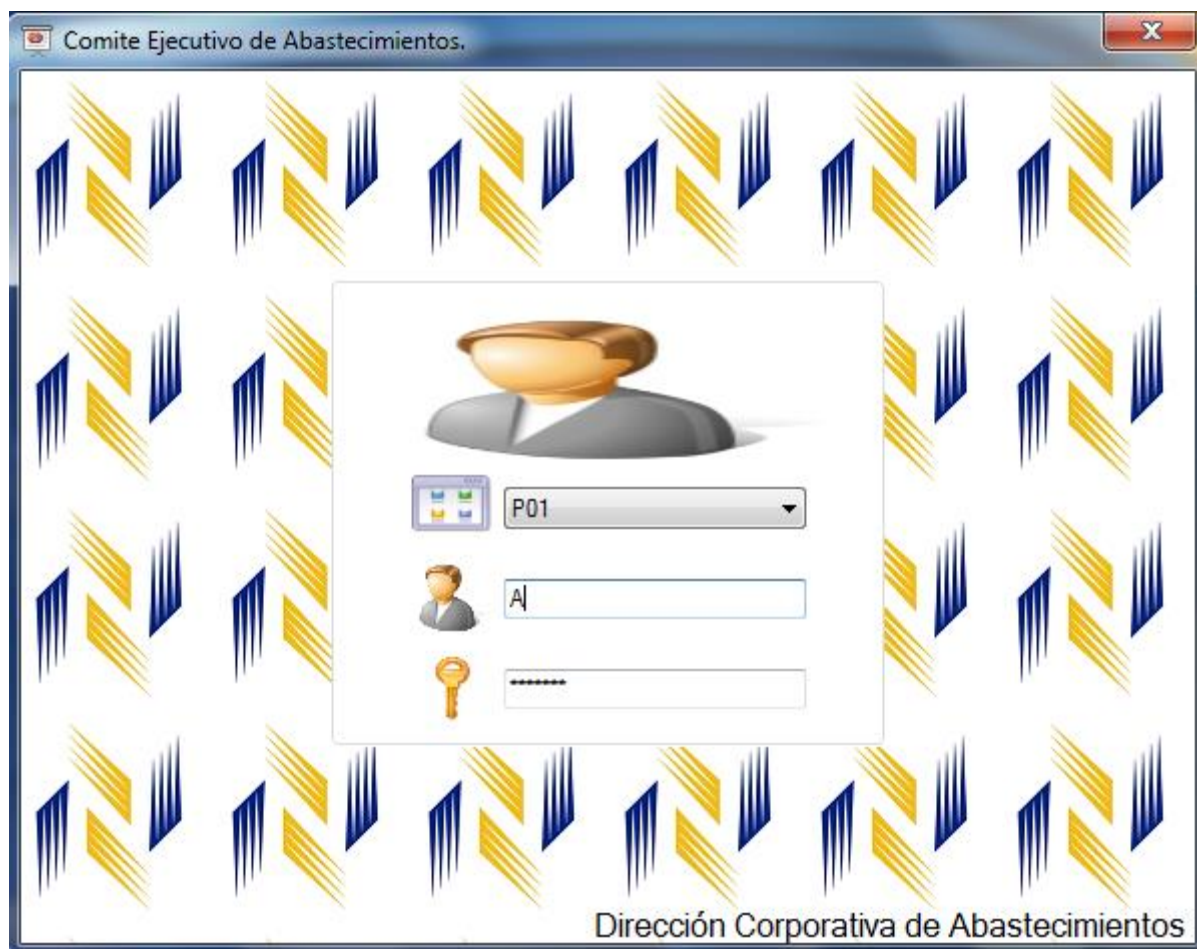 Comite Ejecutivo de Abastecimientos.
P01
A
*******
Dirección Corporativa de Abastecimientos